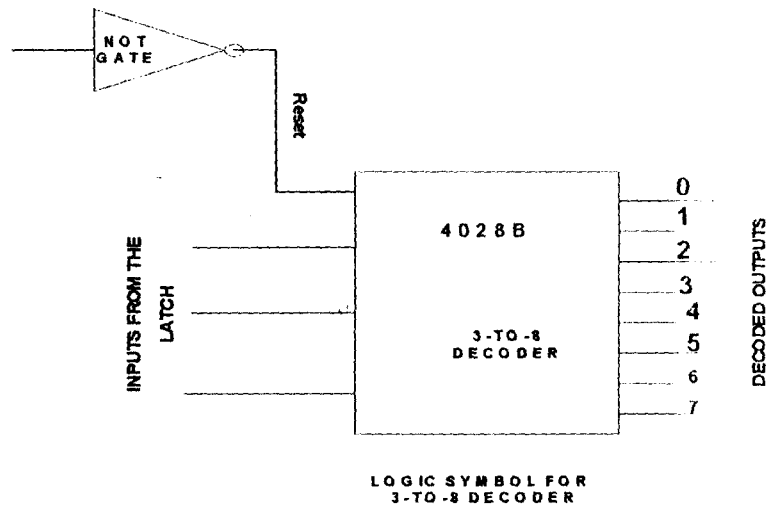 NOT
GATE
Reset
INPUTS FROM THE
LATCH
4028B
3-TO-8
DECODER
0
1
2
3
4
5
6
7
DECODED OUTPUTS
LOGIC SYMBOL FOR
3-TO-8 DECODER